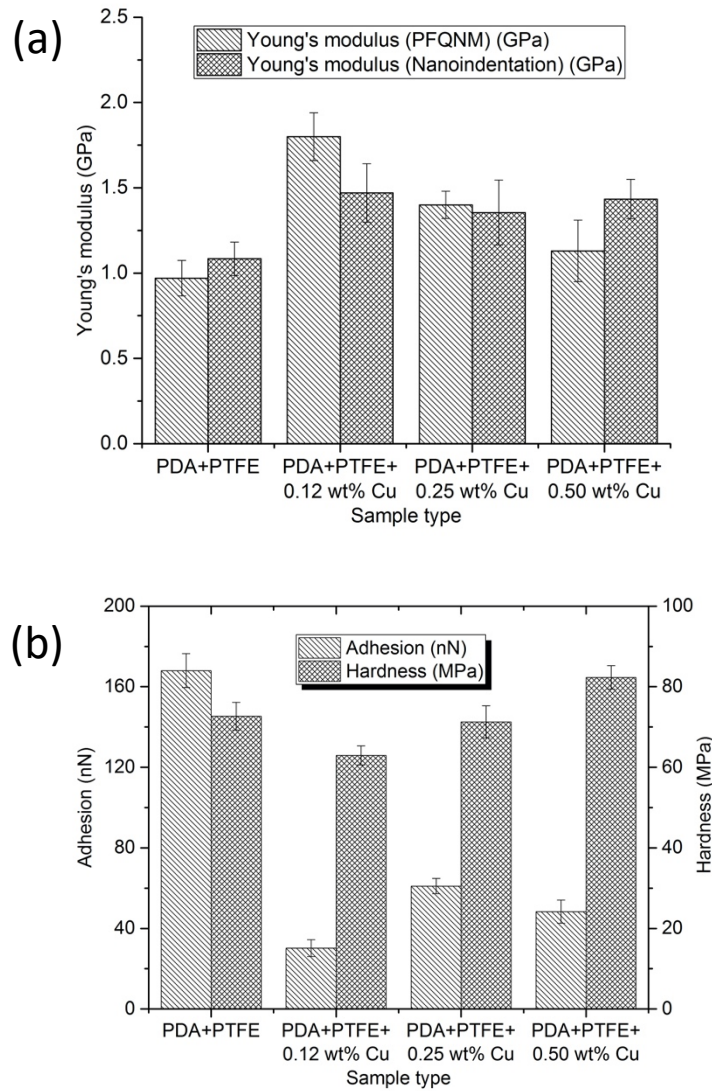 (a)
Young's modulus (PFQNM) (GPa)
Young's modulus (Nanoindentation) (GPa)
Young's modulus (GPa)
2.5
2.0
1.5
1.0
0.5
0.0
PDA+PTFE
PDA+PTFE+
0.12 wt% Cu
PDA+PTFE+
0.25 wt% Cu
PDA+PTFE+
0.50 wt% Cu
Sample type
(b)
Adhesion (nN)
Hardness (MPa)
Adhesion (nN)
200
160
120
80
40
0
100
80
60
40
20
0
Hardness (MPa)
PDA+PTFE
PDA+PTFE+
0.12 wt% Cu
PDA+PTFE+
0.25 wt% Cu
PDA+PTFE+
0.50 wt% Cu
Sample type